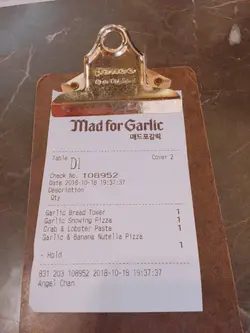 Mad for Garlic
매드포갈릭
Table D1 Cover 2
Check No. 108952
Date 2018-10-18 19:37:37
Description
Qty
Garlic Bread Tower 1
Garlic Snowing Pizza 1
Crab & Lobster Pasta 1
Garlic & Banana Nutella Pizza
1
- Hold
831 203 108952 2018-10-18 19:37:37
Angel Chan